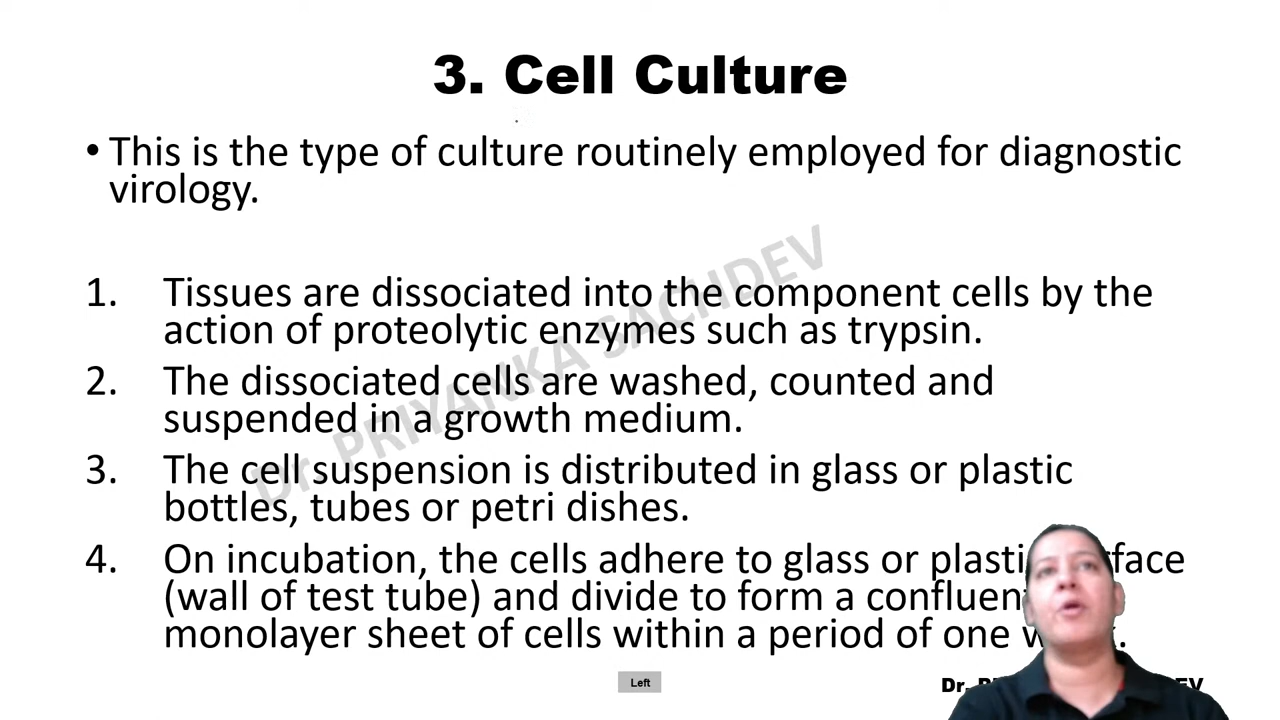 3. Cell Culture
• This is the type of culture routinely employed for diagnostic
virology.
1. Tissues are dissociated into the component cells by the
action of proteolytic enzymes such as trypsin.
2. The dissociated cells are washed, counted and
suspended in a growth medium.
3. The cell suspension is distributed in glass or plastic
bottles, tubes or petri dishes.
4. On incubation, the cells adhere to glass or
(wall of test tube) and divide to form a
monolayer sheet of cells within a period of one
Dr. PRIYANKA SACHDEV
Left
Dr.